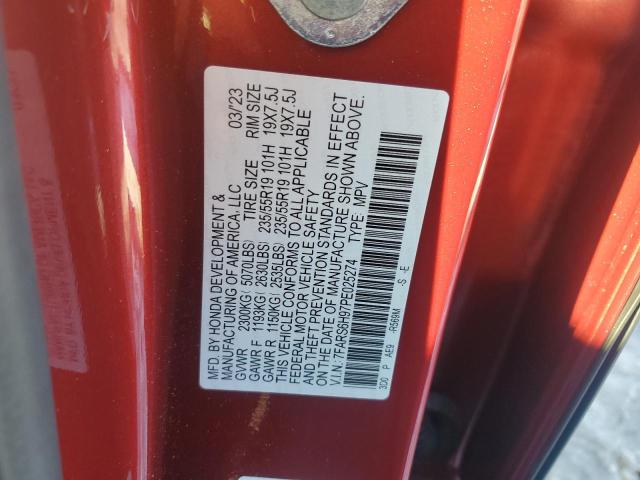 MFD. BY HONDA DEVELOPMENT & 03/23
MANUFACTURING OF AMERICA, LLC
GVWR 2300KG( 5070LBS) TIRE SIZE RIM SIZE
GAWR F 1193KG( 2630LBS) 235/55R19 101H 19X7.5J
GAWR R 1150KG( 2535LBS) 235/55R19 101H 19X7.5J
THIS VEHICLE CONFORMS TO ALL APPLICABLE
FEDERAL MOTOR VEHICLE SAFETY
AND THEFT PREVENTION STANDARDS IN EFFECT
ON THE DATE OF MANUFACTURE SHOWN ABOVE.
V.I.N.: 7FARS6H97PE025274 TYPE: MPV
3D0 P AE9 -R569M -S -E